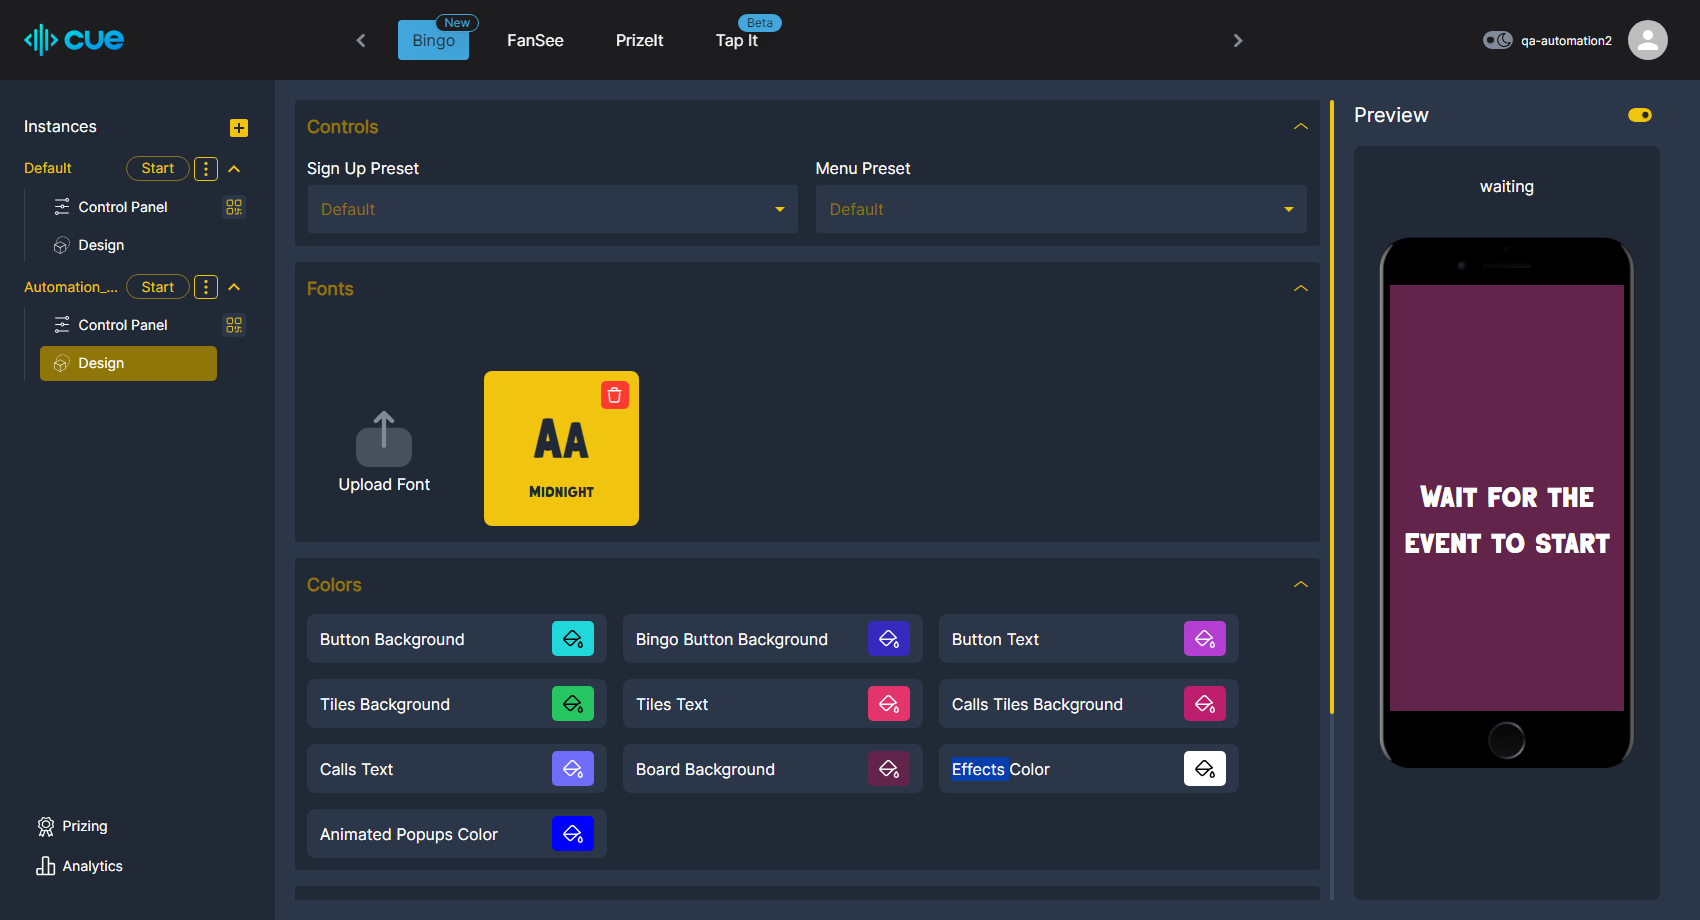 cue
Bingo
New
FanSee
PrizeIt
Tap It
Beta
qa-automation2
Instances
Default
Start
Control Panel
Design
Automation_...
Start
Control Panel
Design
Prizing
Analytics
Controls
Sign Up Preset
Menu Preset
Default
Default
Fonts
Upload Font
AA
MIDNIGHT
Colors
Button Background
Bingo Button Background
Button Text
Tiles Background
Tiles Text
Calls Tiles Background
Calls Text
Board Background
Effects Color
Animated Popups Color
Preview
waiting
WAIT FOR THE
EVENT TO START